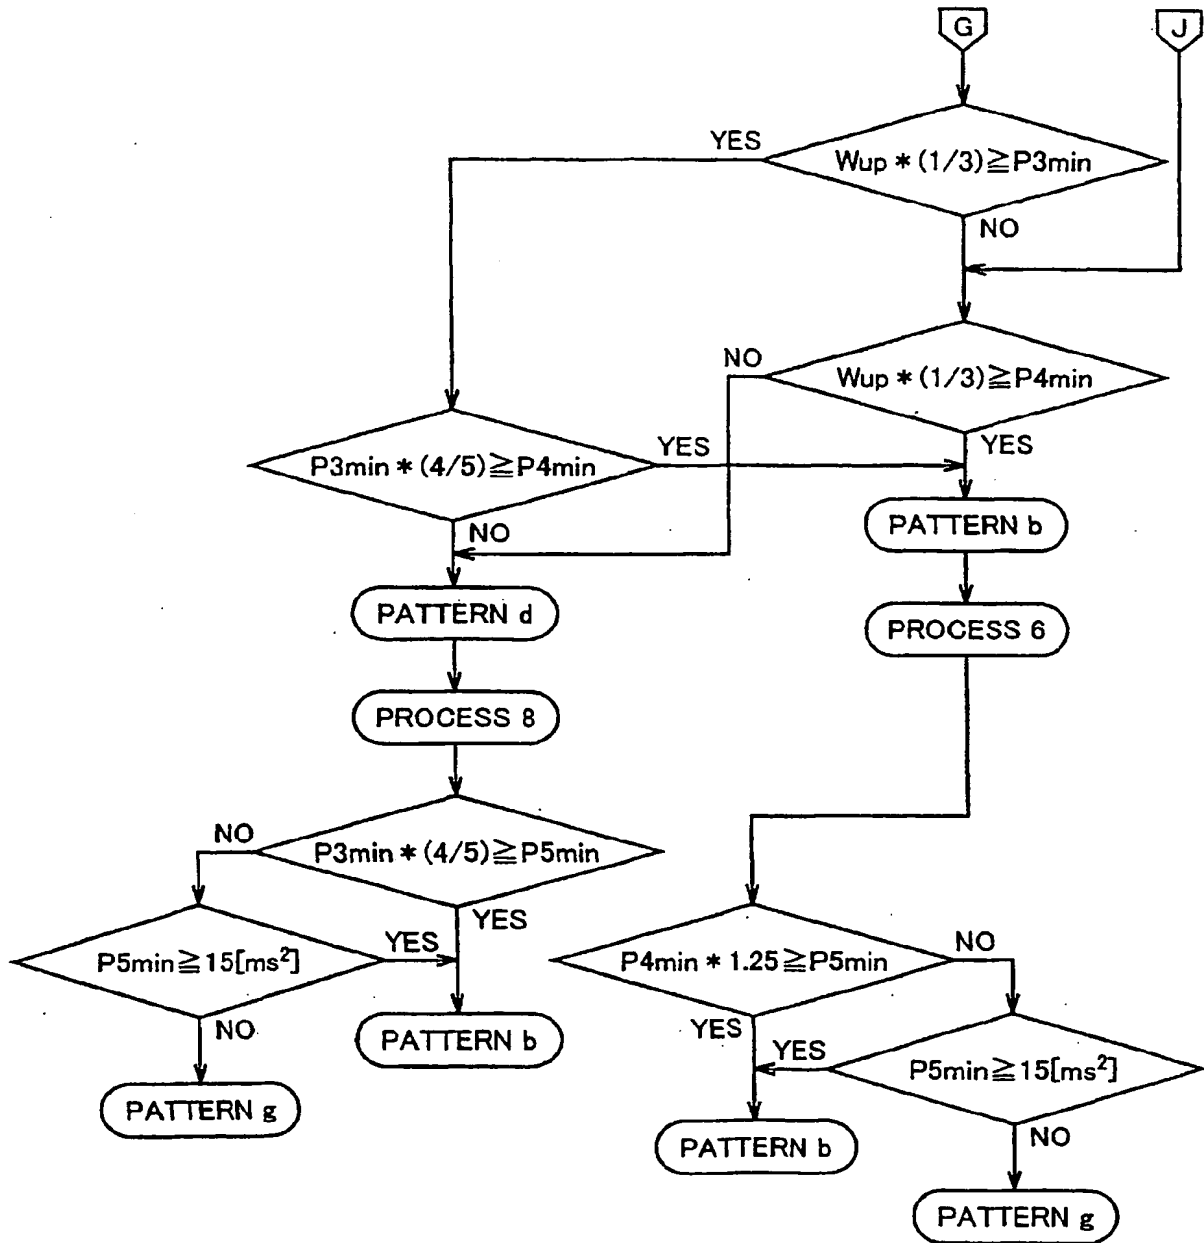 G
J
YES
Wup*(1/3)≧P3min
NO
NO
Wup*(1/3)≧P4min
YES
P3min*(4/5)≧P4min
YES
NO
PATTERN b
PATTERN d
PROCESS 6
PROCESS 8
NO
P3min*(4/5)≧P5min
YES
P5min≧15[ms²]
YES
NO
P4min*1.25≧P5min
NO
YES
PATTERN b
YES
P5min≧15[ms²]
PATTERN g
NO
PATTERN b
PATTERN g